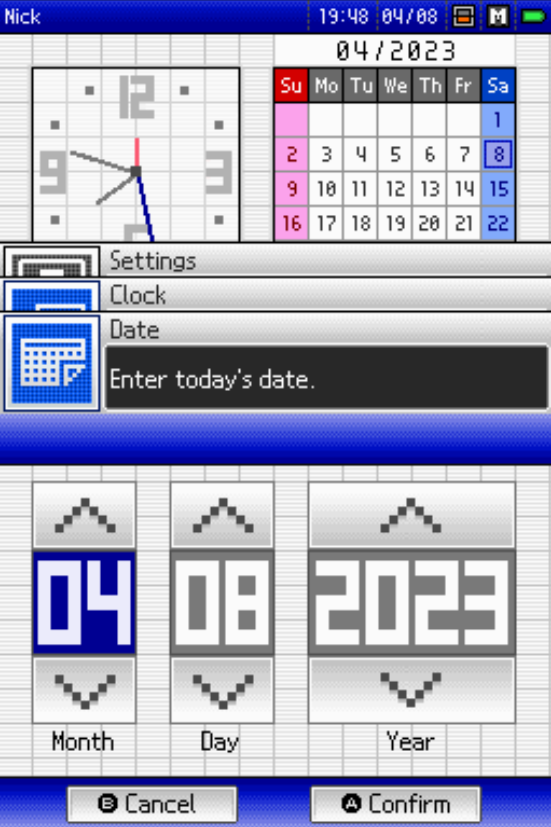 Nick 19:48 04/08 M
04/2023
Su Mo Tu We Th Fr Sa
1
2 3 4 5 6 7 8
9 10 11 12 13 14 15
16 17 18 19 20 21 22
12
9 3
Settings
Clock
Date
Enter today's date.
04 08 2023
Month Day Year
B Cancel A Confirm